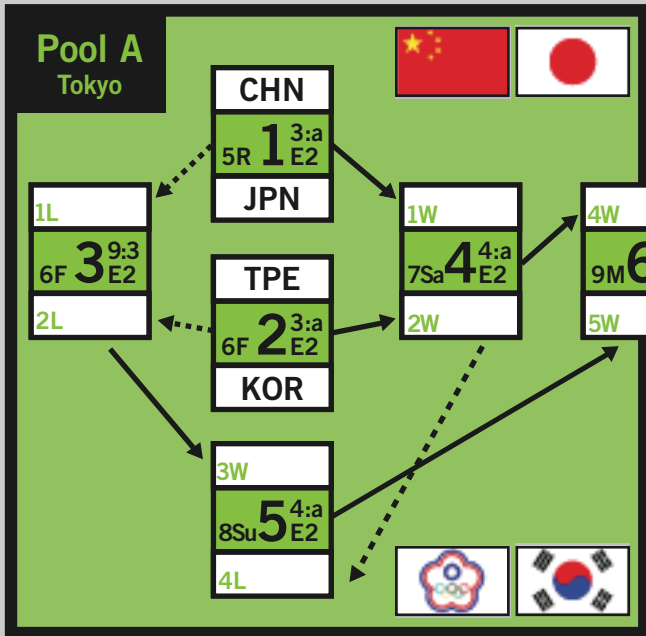 Pool A
Tokyo
CHN
5R 1 3:a E2
JPN
1L
6F 3 9:3 E2
2L
1W
7Sa 4 4:a E2
2W
4W
9M 6
5W
TPE
6F 2 3:a E2
KOR
3W
8Su 5 4:a E2
4L